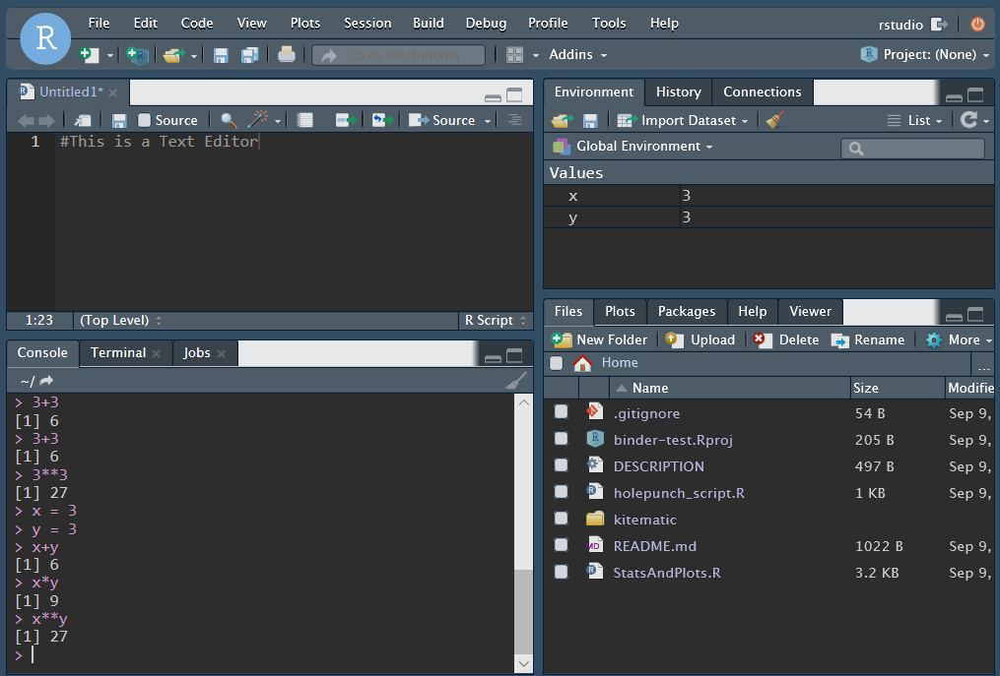 R
File Edit Code View Plots Session Build Debug Profile Tools Help
rstudio
Go to file/function
Addins
Project: (None)
Untitled1*
Source
Source
1 #This is a Text Editor
1:23 (Top Level) R Script
Console Terminal Jobs
~/
> 3+3
[1] 6
> 3+3
[1] 6
> 3**3
[1] 27
> x = 3
> y = 3
> x+y
[1] 6
> x*y
[1] 9
> x**y
[1] 27
>
Environment History Connections
Import Dataset
List
Global Environment
Values
x 3
y 3
Files Plots Packages Help Viewer
New Folder Upload Delete Rename More
Home ...
Name Size Modifie
.gitignore 54 B Sep 9,
binder-test.Rproj 205 B Sep 9,
DESCRIPTION 497 B Sep 9,
holepunch_script.R 1 KB Sep 9,
kitematic
README.md 1022 B Sep 9,
StatsAndPlots.R 3.2 KB Sep 9,